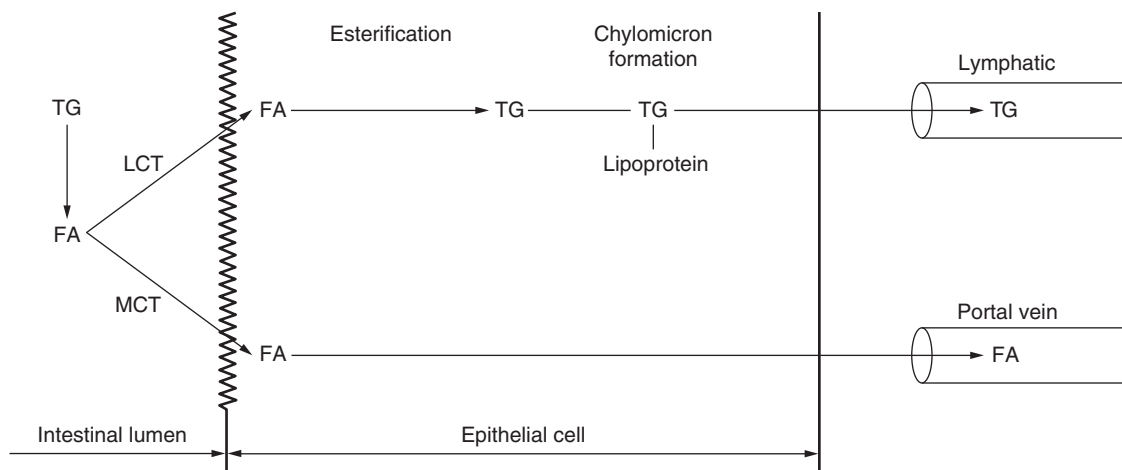 Esterification
Chylomicron
formation
Lymphatic
TG
FA
TG
TG
TG
LCT
Lipoprotein
FA
MCT
Portal vein
FA
FA
Intestinal lumen
Epithelial cell